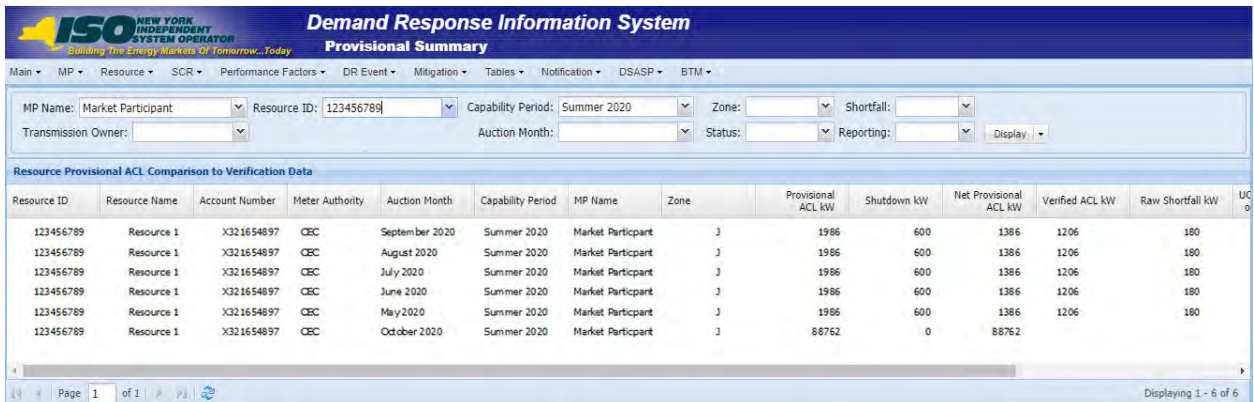 NEW YORK
INDEPENDENT
SYSTEM OPERATOR
ISO
Building The Energy Markets Of Tomorrow...Today
Demand Response Information System
Provisional Summary
Main MP Resource SCR Performance Factors DR Event Mitigation Tables Notification DSASP BTM
MP Name: Market Participant Resource ID: 123456789 Capability Period: Summer 2020 Zone: Shortfall:
Transmission Owner: Auction Month: Status: Reporting: Display
Resource Provisional ACL Comparison to Verification Data
Resource ID Resource Name Account Number Meter Authority Auction Month Capability Period MP Name Zone Provisional ACL kW Shutdown kW Net Provisional ACL kW Verified ACL kW Raw Shortfall kW UC
123456789 Resource 1 X321654897 CEC September 2020 Summer 2020 Market Particpant J 1986 600 1386 1206 180
123456789 Resource 1 X321654897 CEC August 2020 Summer 2020 Market Particpant J 1986 600 1386 1206 180
123456789 Resource 1 X321654897 CEC July 2020 Summer 2020 Market Particpant J 1986 600 1386 1206 180
123456789 Resource 1 X321654897 CEC June 2020 Summer 2020 Market Particpant J 1986 600 1386 1206 180
123456789 Resource 1 X321654897 CEC May 2020 Summer 2020 Market Particpant J 1986 600 1386 1206 180
123456789 Resource 1 X321654897 CEC October 2020 Summer 2020 Market Particpant J 88762 0 88762
Page 1 of 1 Displaying 1 - 6 of 6